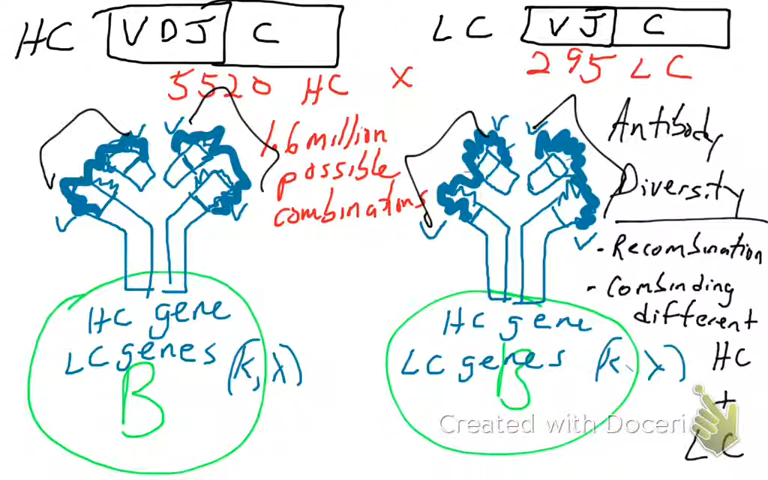 HC VDJ C
LC VJ C
5520 HC x 295 LC
1.6 million
possible
combinations
Antibody
Diversity
- Recombination
- Combinding
different
HC
+
LC
HC gene
LC genes (K, λ)
B
HC gene
LC genes (K, λ)
B
Created with Doceri